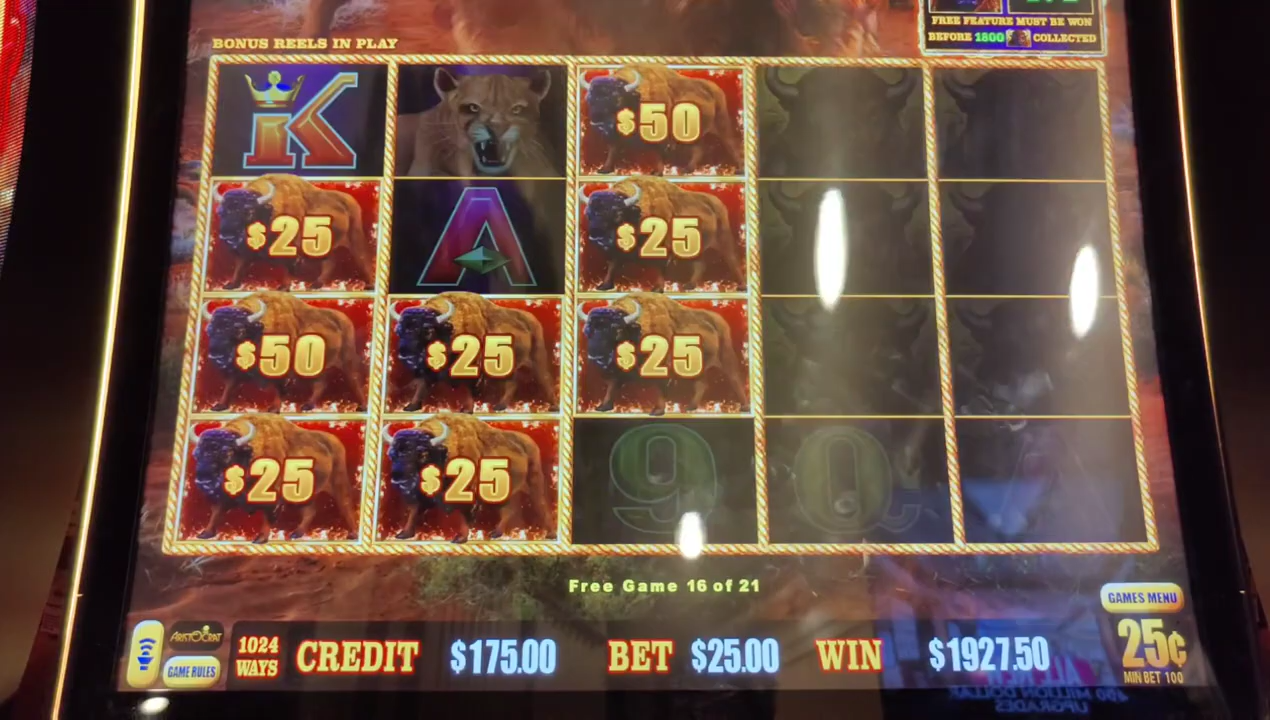 FREE FEATURE MUST BE WON
BEFORE 1800 COLLECTED
BONUS REELS IN PLAY
K
$50
$25
A
$25
$50
$25
$25
$25
$25
9
Q
Free Game 16 of 21
GAMES MENU
ARISTOCRAT
GAME RULES
1024
WAYS
CREDIT $175.00 BET $25.00 WIN $1927.50
25¢
MIN BET 100